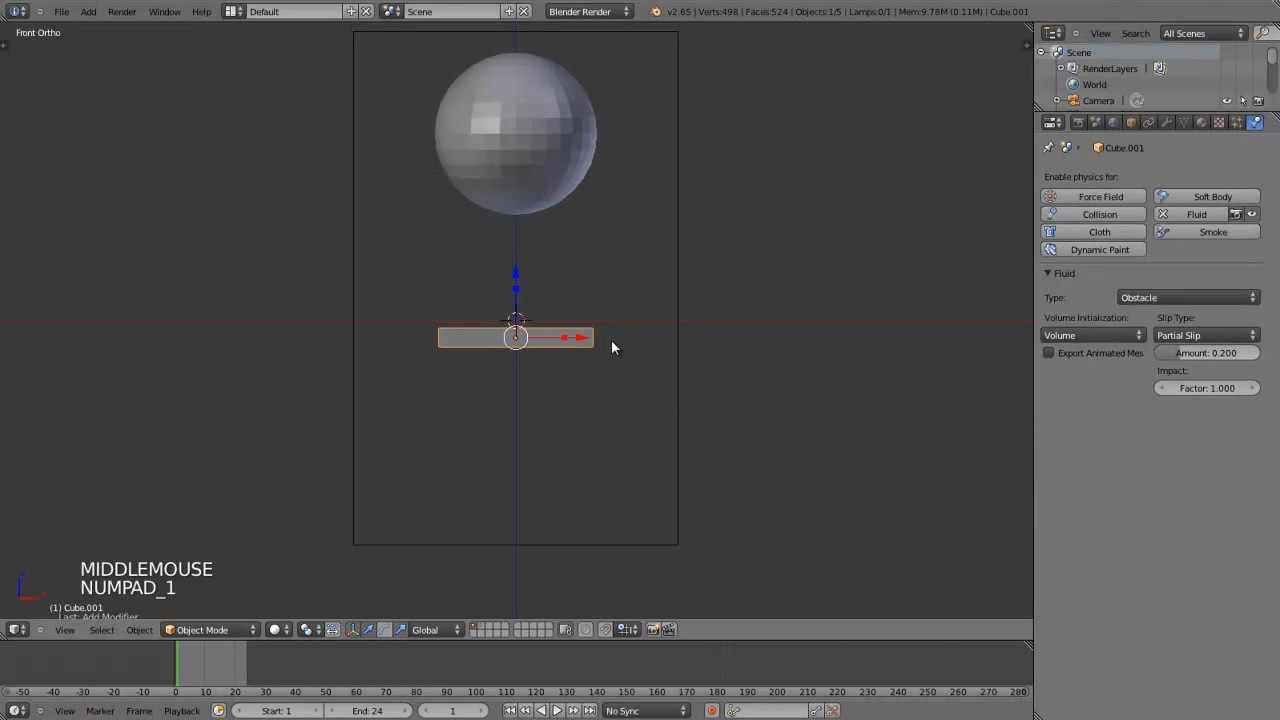 File Add Render Window Help Default Scene Blender Render v2.65 | Verts:498 | Faces:524 | Objects:1/5 | Lamps:0/1 | Mem:9.78M (0.11M) | Cube.001
Front Ortho
View Search All Scenes
Scene
RenderLayers |
World
Camera
Cube.001
Enable physics for:
Force Field Soft Body
Collision Fluid
Cloth Smoke
Dynamic Paint
Fluid
Type: Obstacle
Volume Initialization: Slip Type:
Volume Partial Slip
Export Animated Mes Amount: 0.200
Impact:
Factor: 1.000
MIDDLEMOUSE
NUMPAD_1
(1) Cube.001
Last: Add Modifier
View Select Object Object Mode Global
-50 -40 -30 -20 -10 0 10 20 30 40 50 60 70 80 90 100 110 120 130 140 150 160 170 180 190 200 210 220 230 240 250 260 270 280
View Marker Frame Playback Start: 1 End: 24 1 No Sync